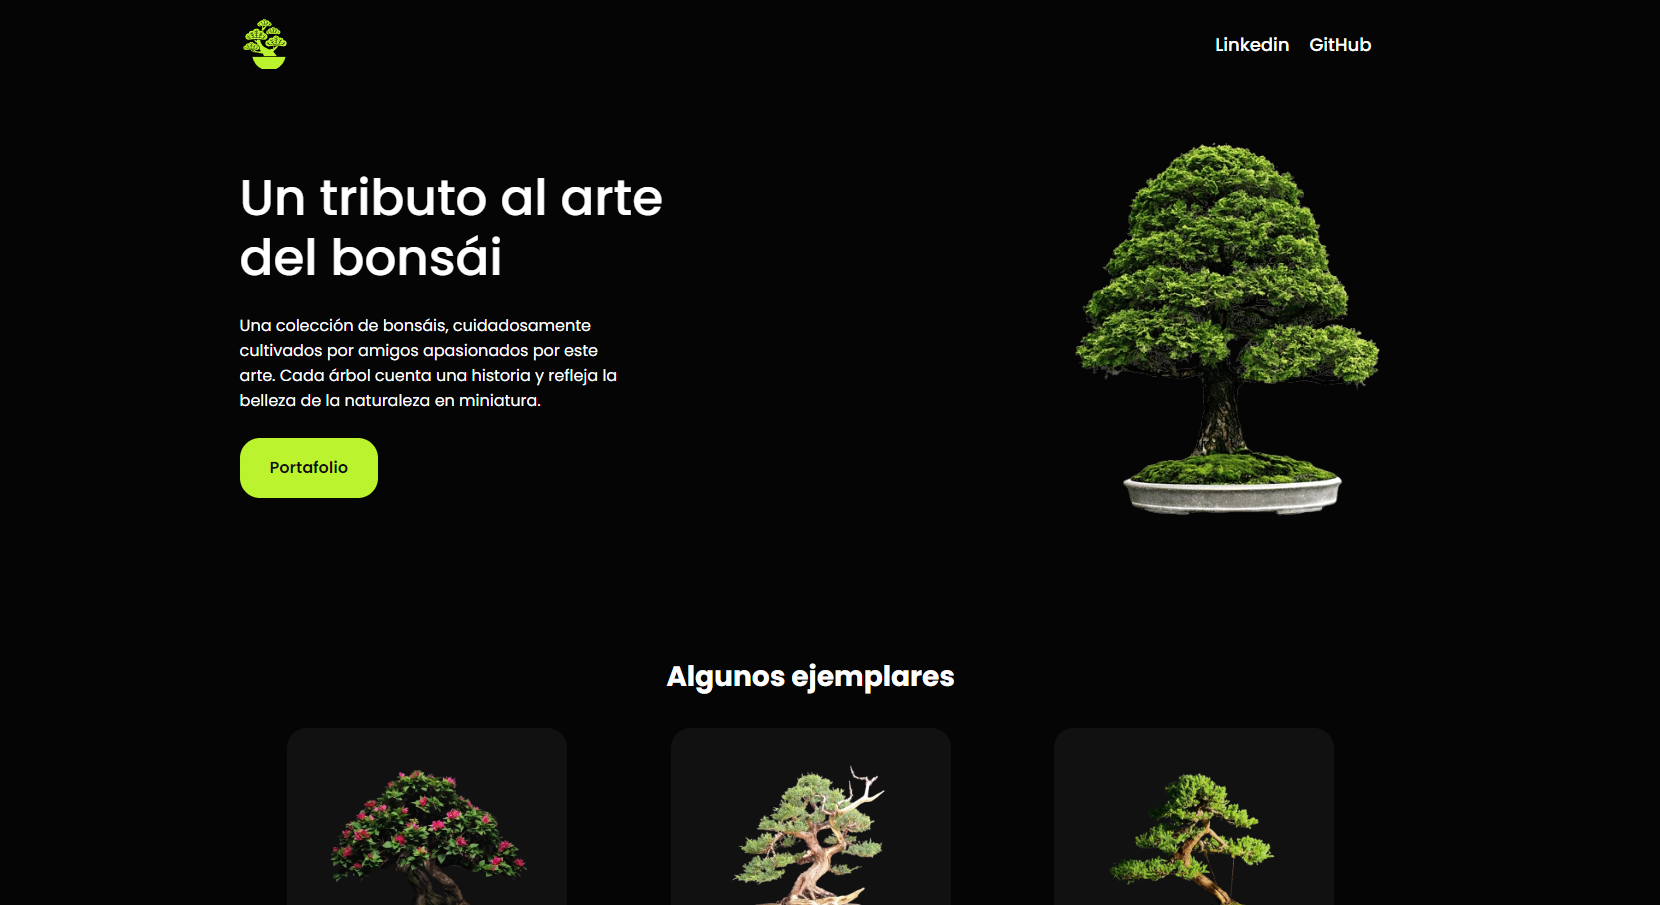 Linkedin GitHub
Un tributo al arte
del bonsái
Una colección de bonsáis, cuidadosamente
cultivados por amigos apasionados por este
arte. Cada árbol cuenta una historia y refleja la
belleza de la naturaleza en miniatura.
Portafolio
Algunos ejemplares